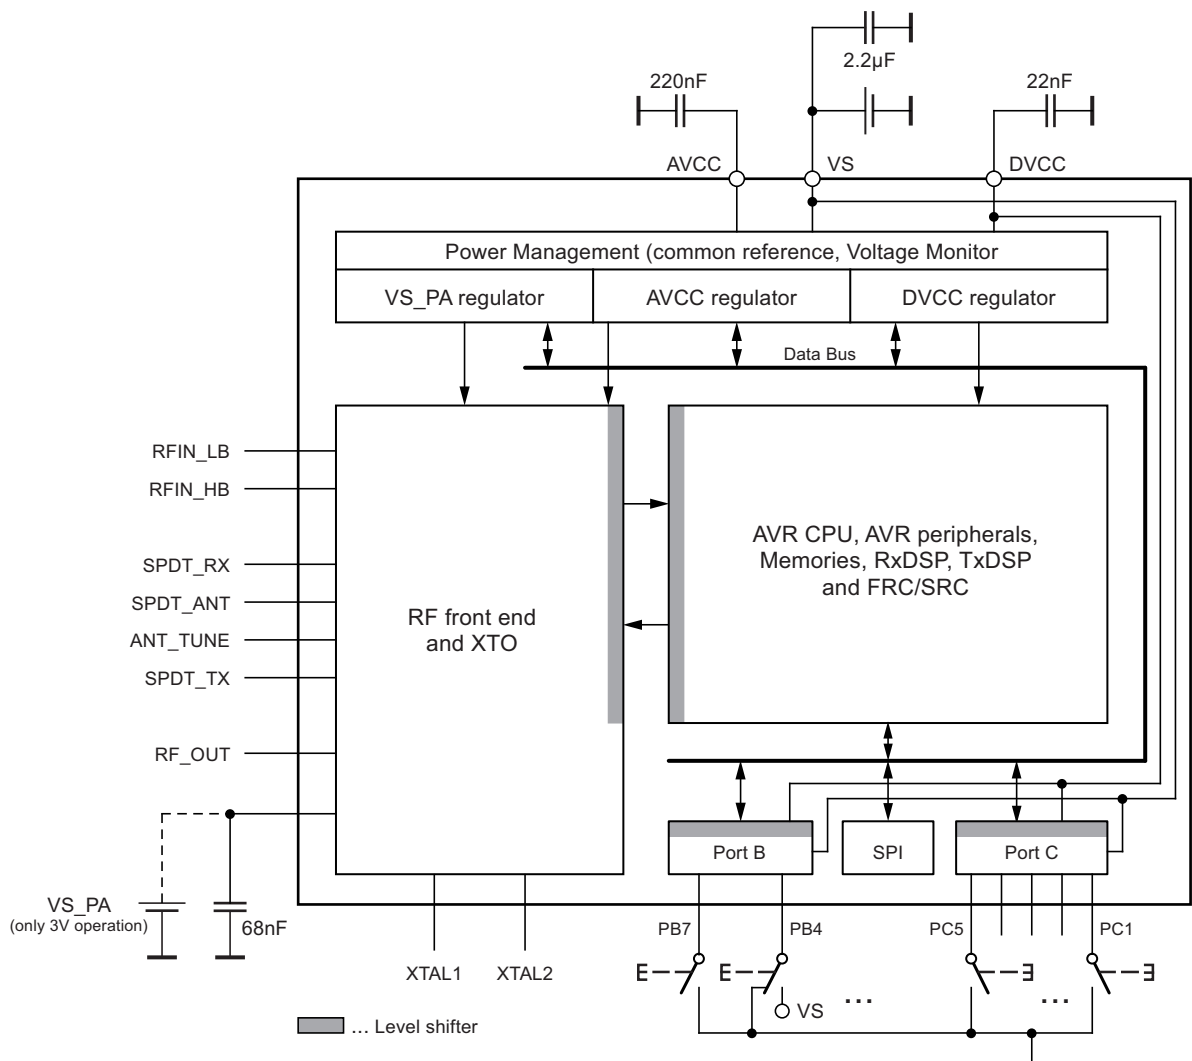 2.2µF
220nF
22nF
AVCC
VS
DVCC
Power Management (common reference, Voltage Monitor
VS_PA regulator
AVCC regulator
DVCC regulator
Data Bus
RFIN_LB
RFIN_HB
SPDT_RX
SPDT_ANT
ANT_TUNE
SPDT_TX
RF_OUT
RF front end
and XTO
AVR CPU, AVR peripherals,
Memories, RxDSP, TxDSP
and FRC/SRC
Port B
SPI
Port C
VS_PA
(only 3V operation)
68nF
PB7
PB4
PC5
PC1
XTAL1
XTAL2
...
...
VS
... Level shifter